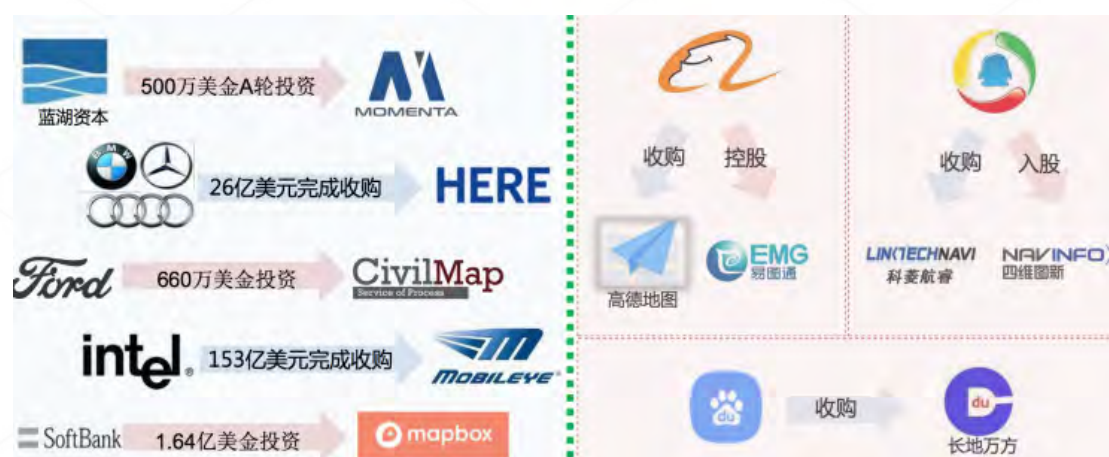 500万美金A轮投资
蓝湖资本
MOMENTA
BMW
26亿美元完成收购
HERE
Ford
660万美金投资
CivilMap
Service of Process
intel.
153亿美元完成收购
MOBILEYE
SoftBank
1.64亿美金投资
mapbox
收购
控股
高德地图
EMG
易图通
收购
入股
LINKTECHNAVI
科菱航睿
NAVINFO
四维图新
du
收购
du
长地万方